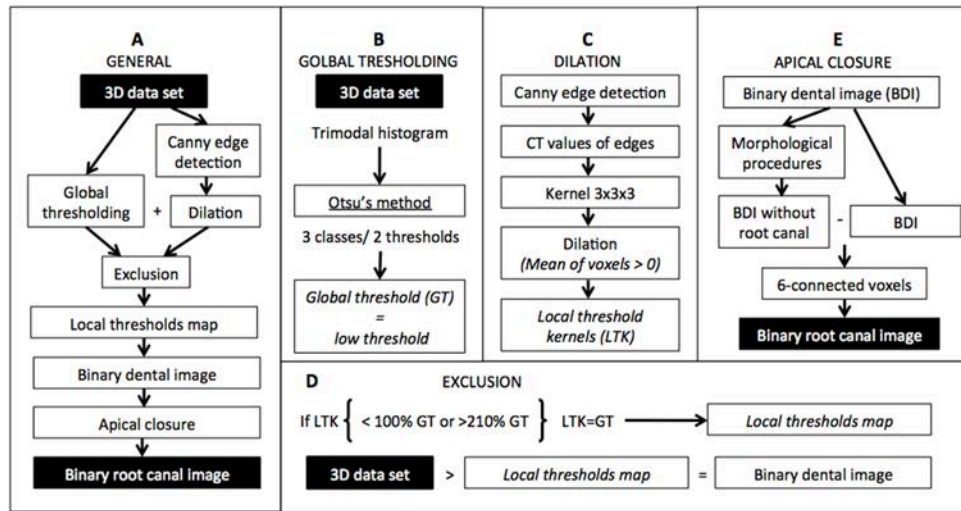 A
GENERAL
3D data set
Canny edge
detection
Global
thresholding
+
Dilation
Exclusion
Local thresholds map
Binary dental image
Apical closure
Binary root canal image
B
GOLBAL TRESHOLDING
3D data set
Trimodal histogram
Otsu's method
3 classes/ 2 thresholds
Global threshold (GT)
=
low threshold
C
DILATION
Canny edge detection
CT values of edges
Kernel 3x3x3
Dilation
(Mean of voxels > 0)
Local threshold
kernels (LTK)
E
APICAL CLOSURE
Binary dental image (BDI)
Morphological
procedures
BDI without
root canal
-
BDI
6-connected voxels
Binary root canal image
D
EXCLUSION
If LTK { < 100% GT or >210% GT } LTK=GT
Local thresholds map
3D data set > Local thresholds map = Binary dental image